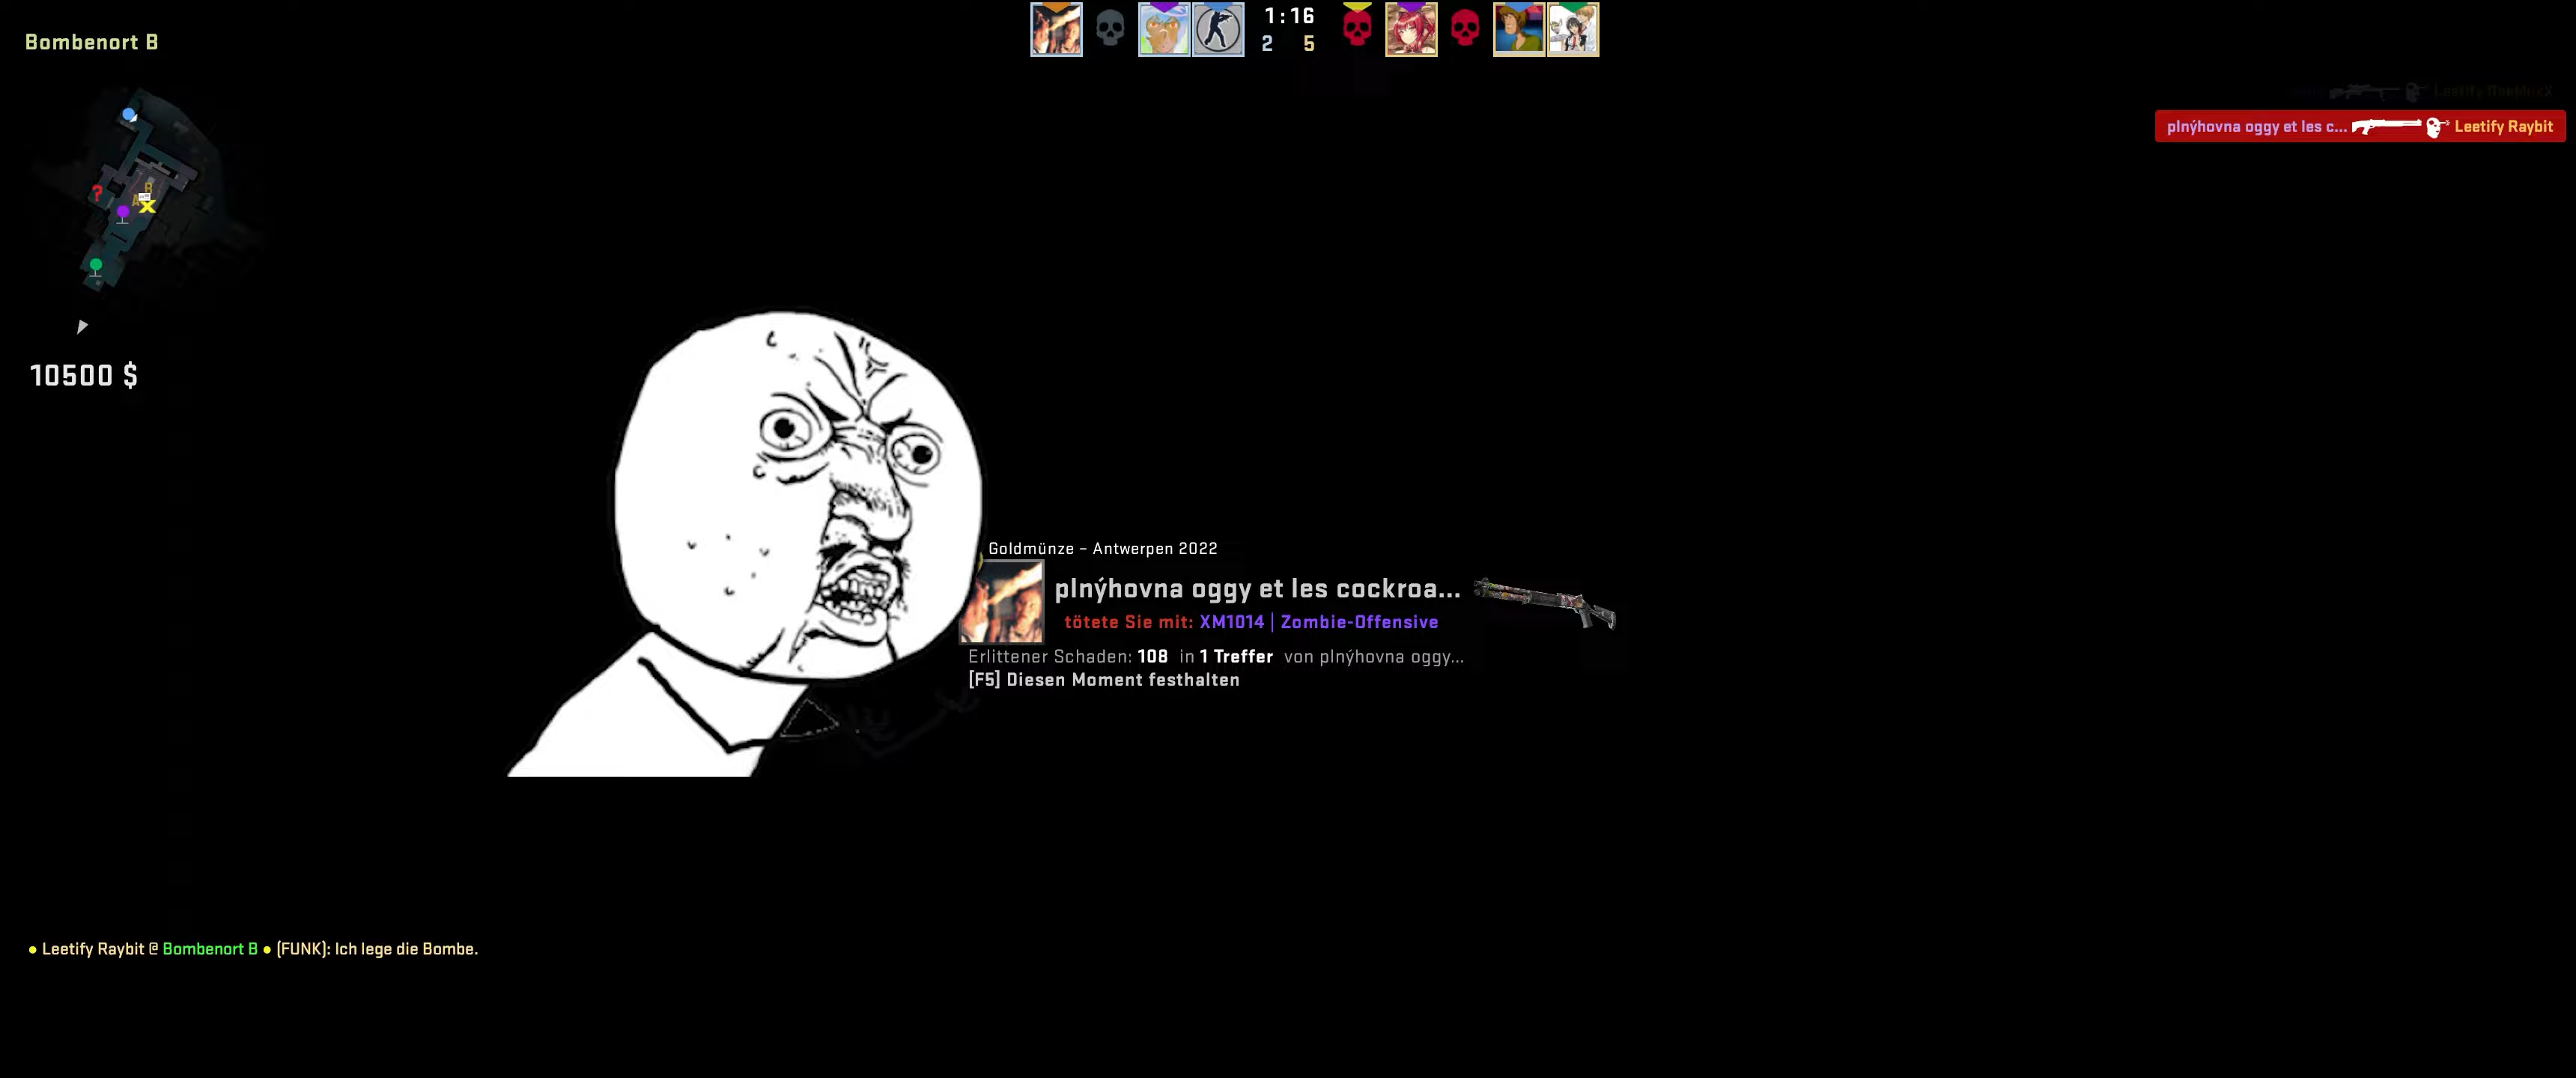 Bombenort B
1:16
2 5
plnýhovna oggy et les c... Leetify Raybit
B
A
?
X
10500 $
Goldmünze – Antwerpen 2022
plnýhovna oggy et les cockroa...
tötete Sie mit: XM1014 | Zombie-Offensive
Erlittener Schaden: 108 in 1 Treffer von plnýhovna oggy...
[F5] Diesen Moment festhalten
● Leetify Raybit @ Bombenort B ● (FUNK): Ich lege die Bombe.